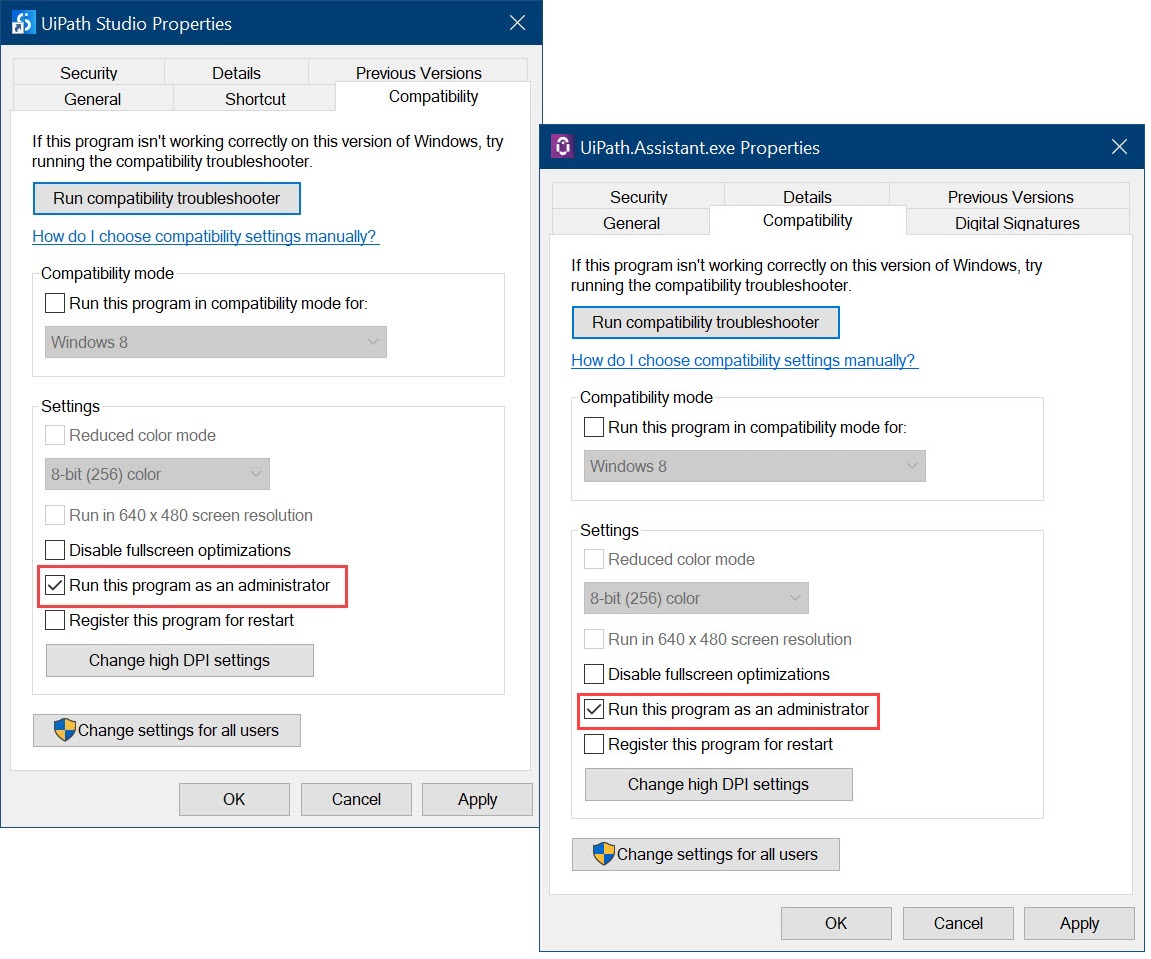 UiPath Studio Properties
Security
Details
Previous Versions
General
Shortcut
Compatibility
If this program isn't working correctly on this version of Windows, try
running the compatibility troubleshooter.
Run compatibility troubleshooter
How do I choose compatibility settings manually?
Compatibility mode
Run this program in compatibility mode for:
Windows 8
Settings
Reduced color mode
8-bit (256) color
Run in 640 x 480 screen resolution
Disable fullscreen optimizations
Run this program as an administrator
Register this program for restart
Change high DPI settings
Change settings for all users
OK
Cancel
Apply
UiPath.Assistant.exe Properties
Security
Details
Previous Versions
General
Compatibility
Digital Signatures
If this program isn't working correctly on this version of Windows, try
running the compatibility troubleshooter.
Run compatibility troubleshooter
How do I choose compatibility settings manually?
Compatibility mode
Run this program in compatibility mode for:
Windows 8
Settings
Reduced color mode
8-bit (256) color
Run in 640 x 480 screen resolution
Disable fullscreen optimizations
Run this program as an administrator
Register this program for restart
Change high DPI settings
Change settings for all users
OK
Cancel
Apply